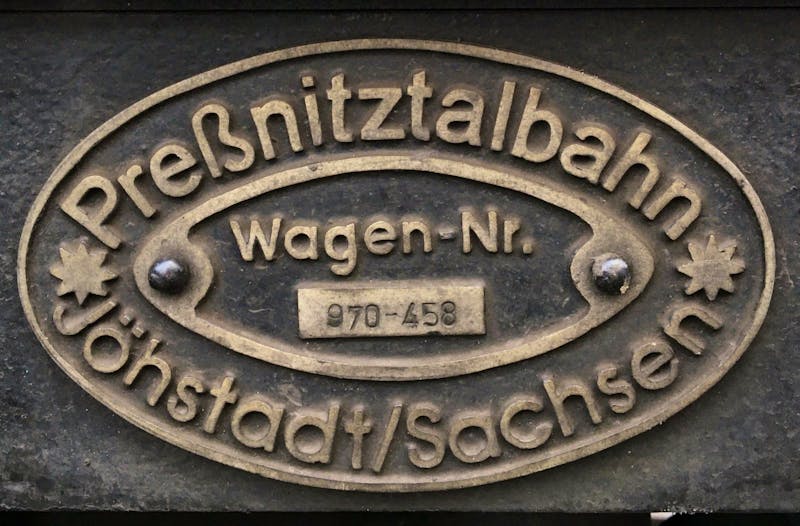 Preßnitztalbahn
Wagen-Nr.
970-458
Jöhstadt/Sachsen